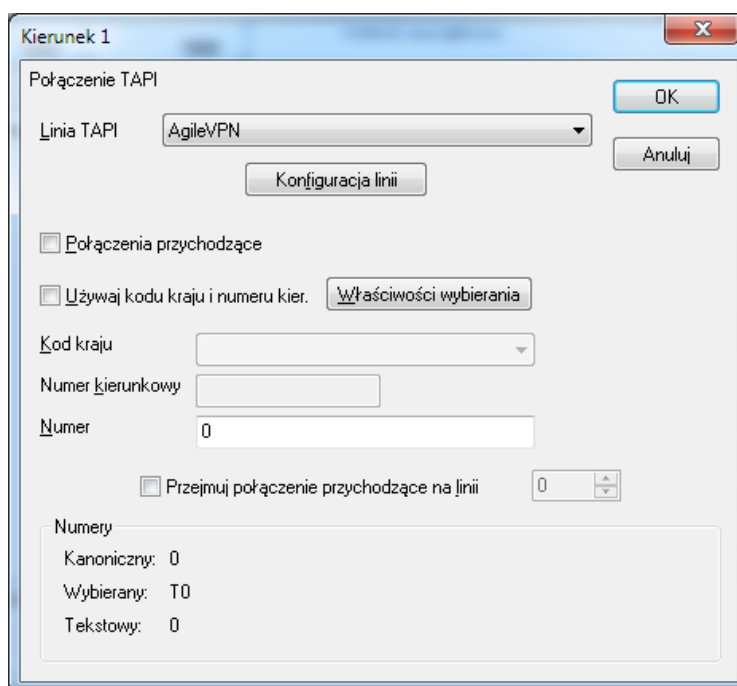 Kierunek 1
Połączenie TAPI
OK
Linia TAPI AgileVPN
Anuluj
Konfiguracja linii
Połączenia przychodzące
Używaj kodu kraju i numeru kier. Właściwości wybierania
Kod kraju
Numer kierunkowy
Numer 0
Przejmuj połączenie przychodzące na linii 0
Numery
Kanoniczny: 0
Wybierany: T0
Tekstowy: 0